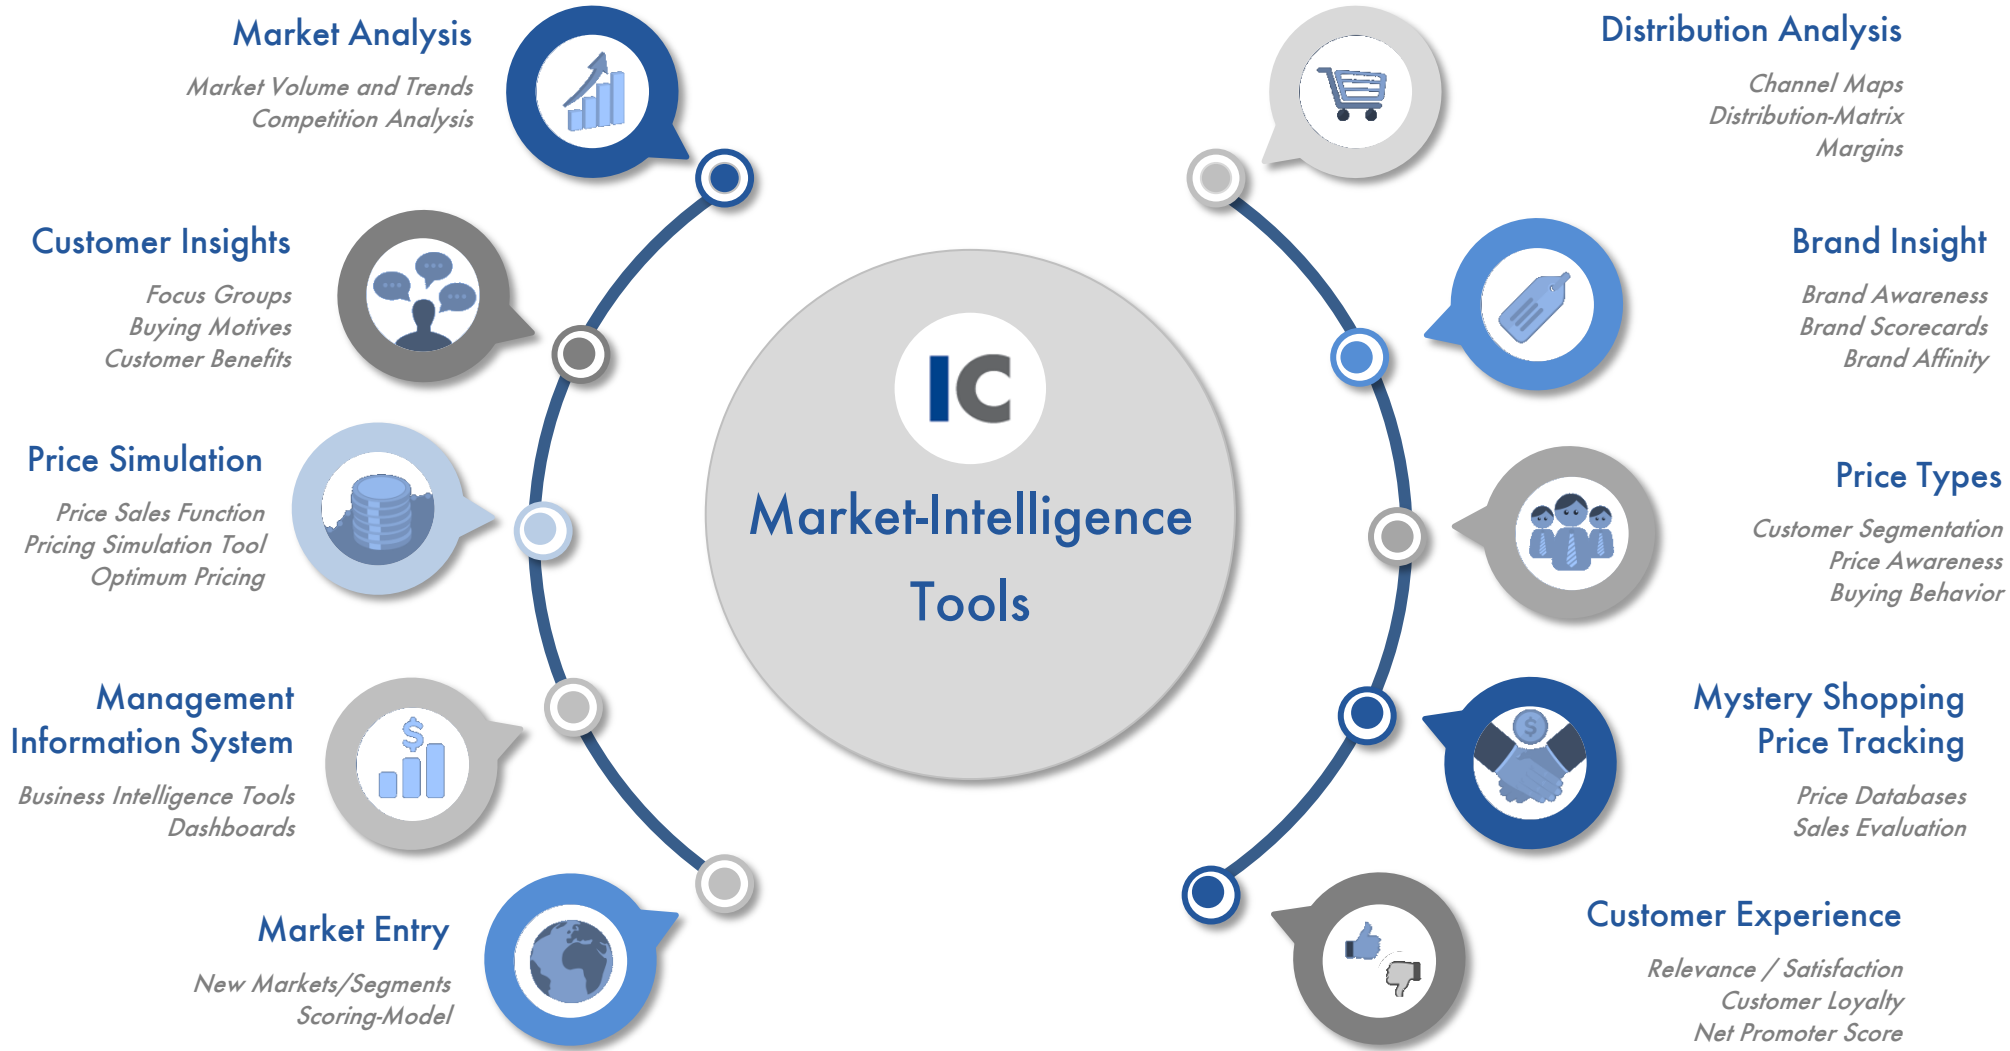 Market Analysis
Market Volume and Trends
Competition Analysis
Customer Insights
Focus Groups
Buying Motives
Customer Benefits
Price Simulation
Price Sales Function
Pricing Simulation Tool
Optimum Pricing
Management
Information System
Business Intelligence Tools
Dashboards
$
Market Entry
New Markets/Segments
Scoring-Model
IC
Market-Intelligence
Tools
Distribution Analysis
Channel Maps
Distribution-Matrix
Margins
Brand Insight
Brand Awareness
Brand Scorecards
Brand Affinity
Price Types
Customer Segmentation
Price Awareness
Buying Behavior
Mystery Shopping
Price Tracking
$
Price Databases
Sales Evaluation
Customer Experience
Relevance / Satisfaction
Customer Loyalty
Net Promoter Score